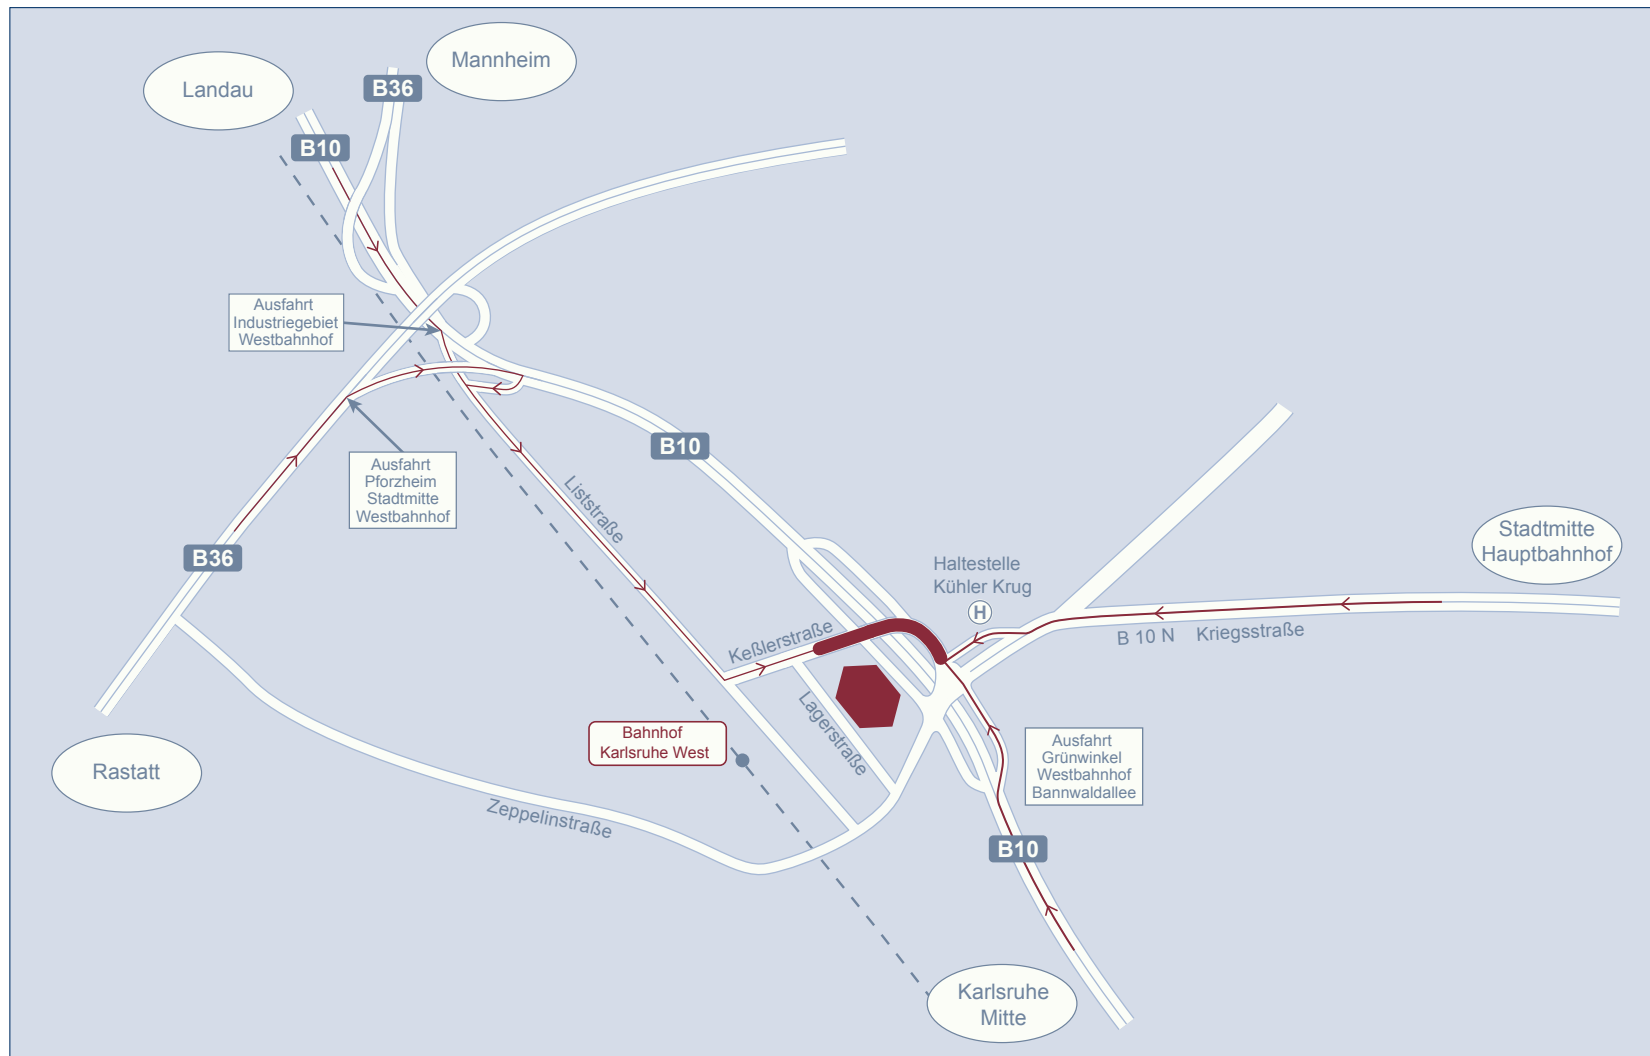 Mannheim
Landau
B36
B10
Ausfahrt
Industriegebiet
Westbahnhof
Ausfahrt
Pforzheim
Stadtmitte
Westbahnhof
B10
Liststraße
B36
Stadtmitte
Hauptbahnhof
Haltestelle
Kühler Krug
H
B 10 N Kriegsstraße
Keßlerstraße
Lagerstraße
Bahnhof
Karlsruhe West
Ausfahrt
Grünwinkel
Westbahnhof
Bannwaldallee
Rastatt
Zeppelinstraße
B10
Karlsruhe
Mitte